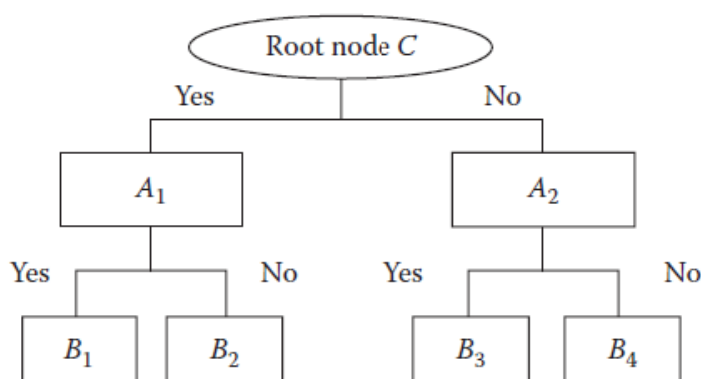 Root node C
Yes No
A₁ A₂
Yes No Yes No
B₁ B₂ B₃ B₄